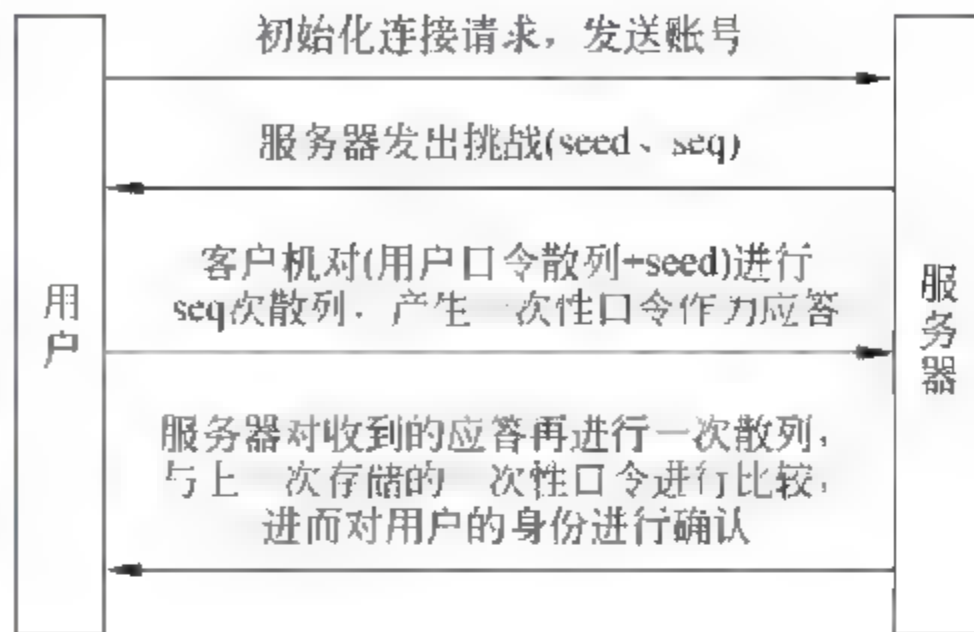 初始化连接请求，发送账号
服务器发出挑战(seed、seq)
客户机对(用户口令散列+seed)进行
seq次散列，产生一次性口令作为应答
服务器对收到的应答再进行一次散列，
与上一次存储的一次性口令进行比较，
进而对用户的身份进行确认
用户
服务器